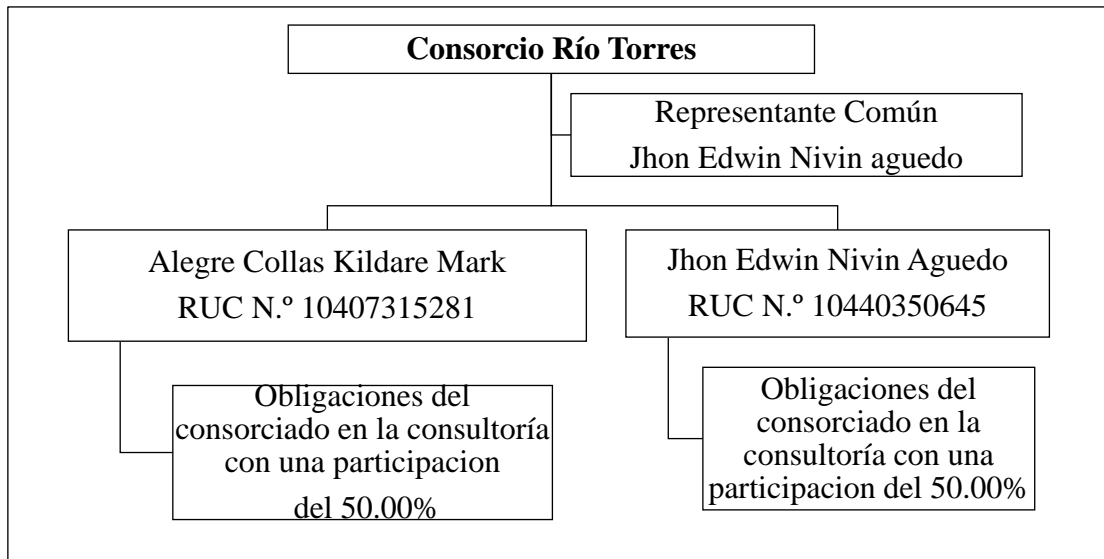 Consorcio Río Torres
Representante Común
Jhon Edwin Nivin aguedo
Alegre Collas Kildare Mark
RUC N.º 10407315281
Jhon Edwin Nivin Aguedo
RUC N.º 10440350645
Obligaciones del
consorciado en la consultoría
con una participacion
del 50.00%
Obligaciones del
consorciado en la
consultoría con una
participacion del 50.00%